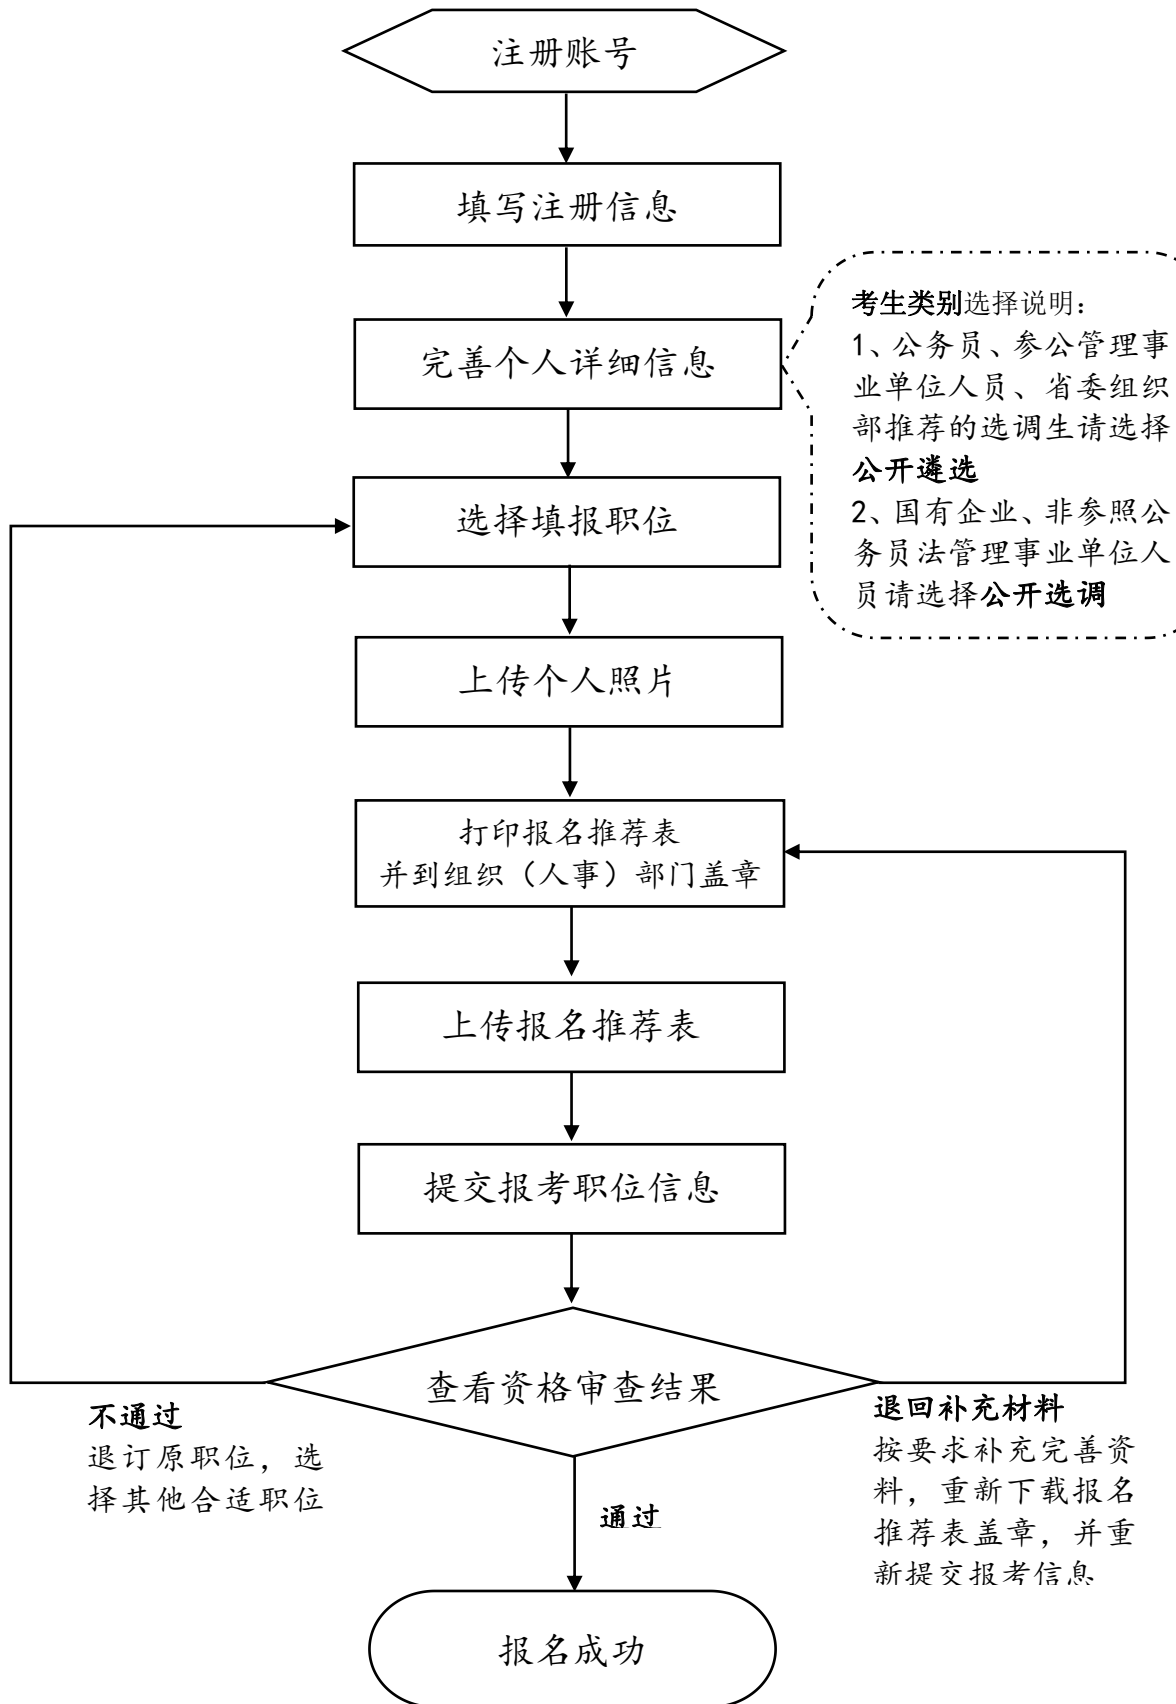 注册账号
填写注册信息
完善个人详细信息
考生类别选择说明：
1、公务员、参公管理事
业单位人员、省委组织
部推荐的选调生请选择
公开遴选
2、国有企业、非参照公
务员法管理事业单位人
员请选择公开选调
选择填报职位
上传个人照片
打印报名推荐表
并到组织（人事）部门盖章
上传报名推荐表
提交报考职位信息
查看资格审查结果
不通过
退订原职位，选
择其他合适职位
通过
退回补充材料
按要求补充完善资
料，重新下载报名
推荐表盖章，并重
新提交报考信息
报名成功